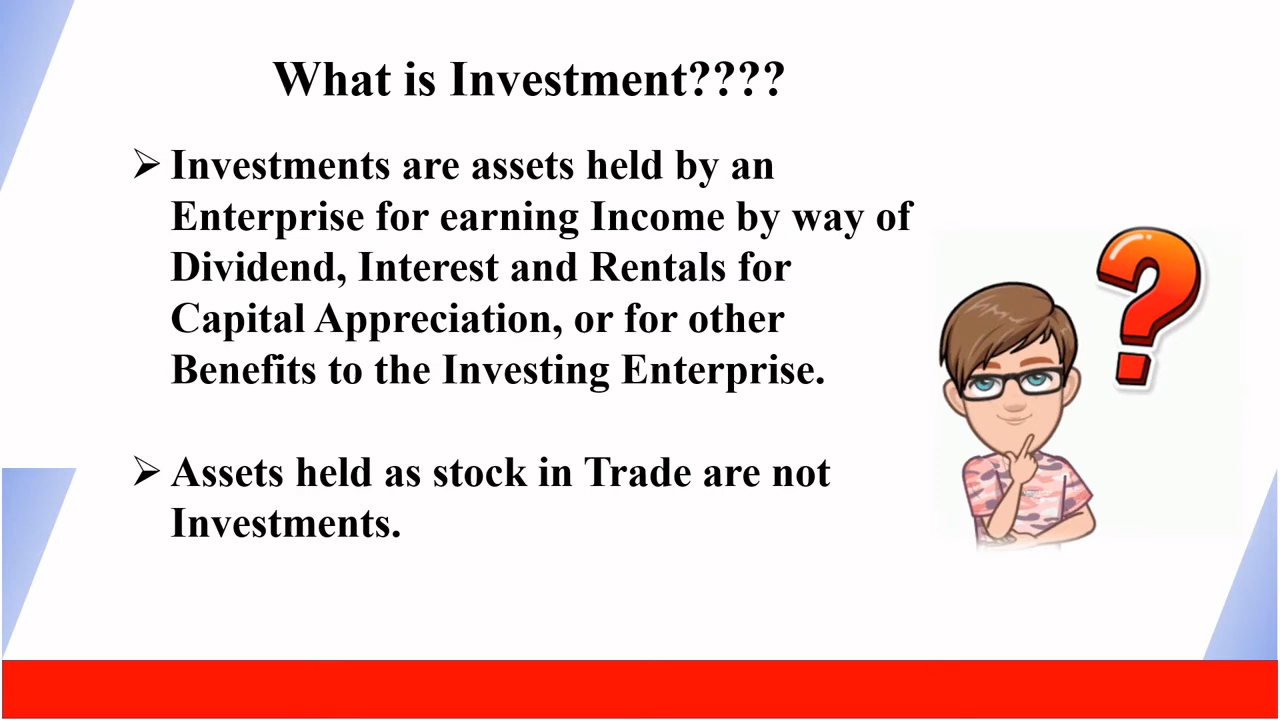 What is Investment????
➢ Investments are assets held by an
Enterprise for earning Income by way of
Dividend, Interest and Rentals for
Capital Appreciation, or for other
Benefits to the Investing Enterprise.
➢ Assets held as stock in Trade are not
Investments.